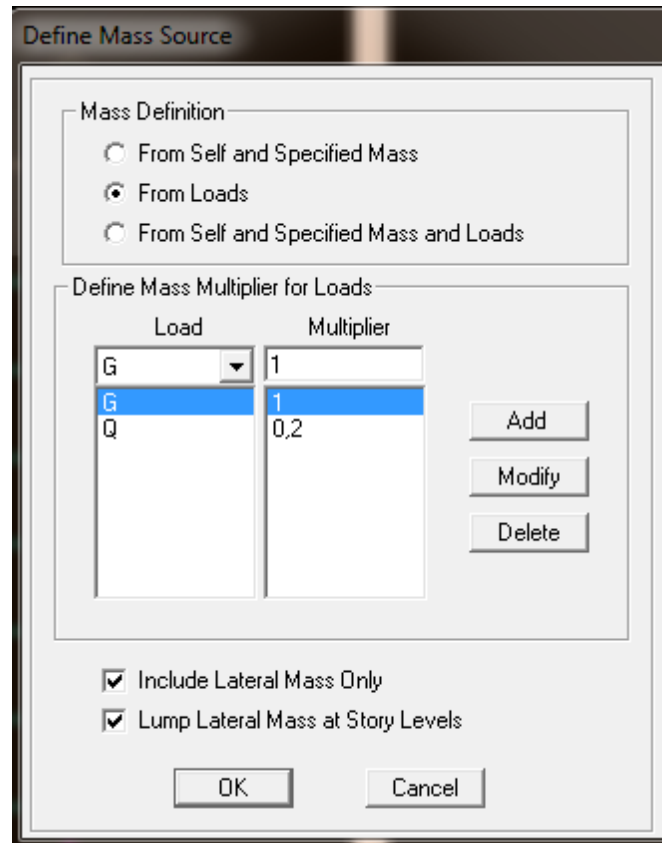 Define Mass Source
Mass Definition
From Self and Specified Mass
From Loads
From Self and Specified Mass and Loads
Define Mass Multiplier for Loads
Load Multiplier
G 1
G 1
Q 0,2
Add
Modify
Delete
Include Lateral Mass Only
Lump Lateral Mass at Story Levels
OK Cancel